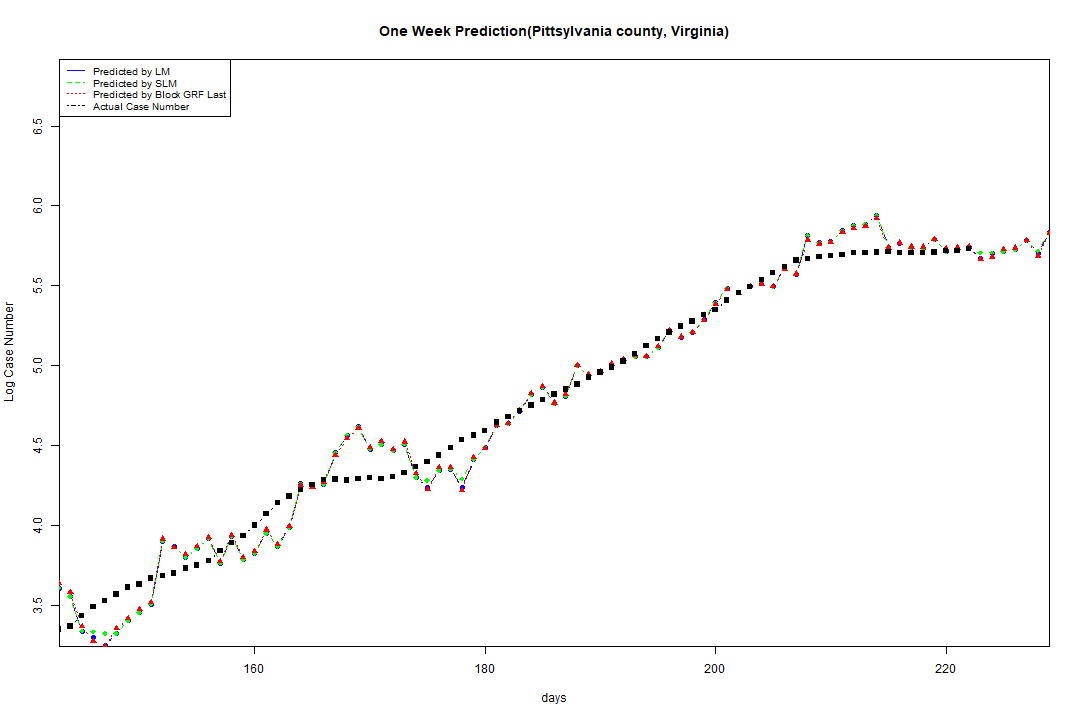 One Week Prediction(Pittsylvania county, Virginia)
Predicted by LM
Predicted by SLM
Predicted by Block GRF Last
Actual Case Number
6.5
6.0
5.5
5.0
4.5
4.0
3.5
Log Case Number
160 180 200 220
days